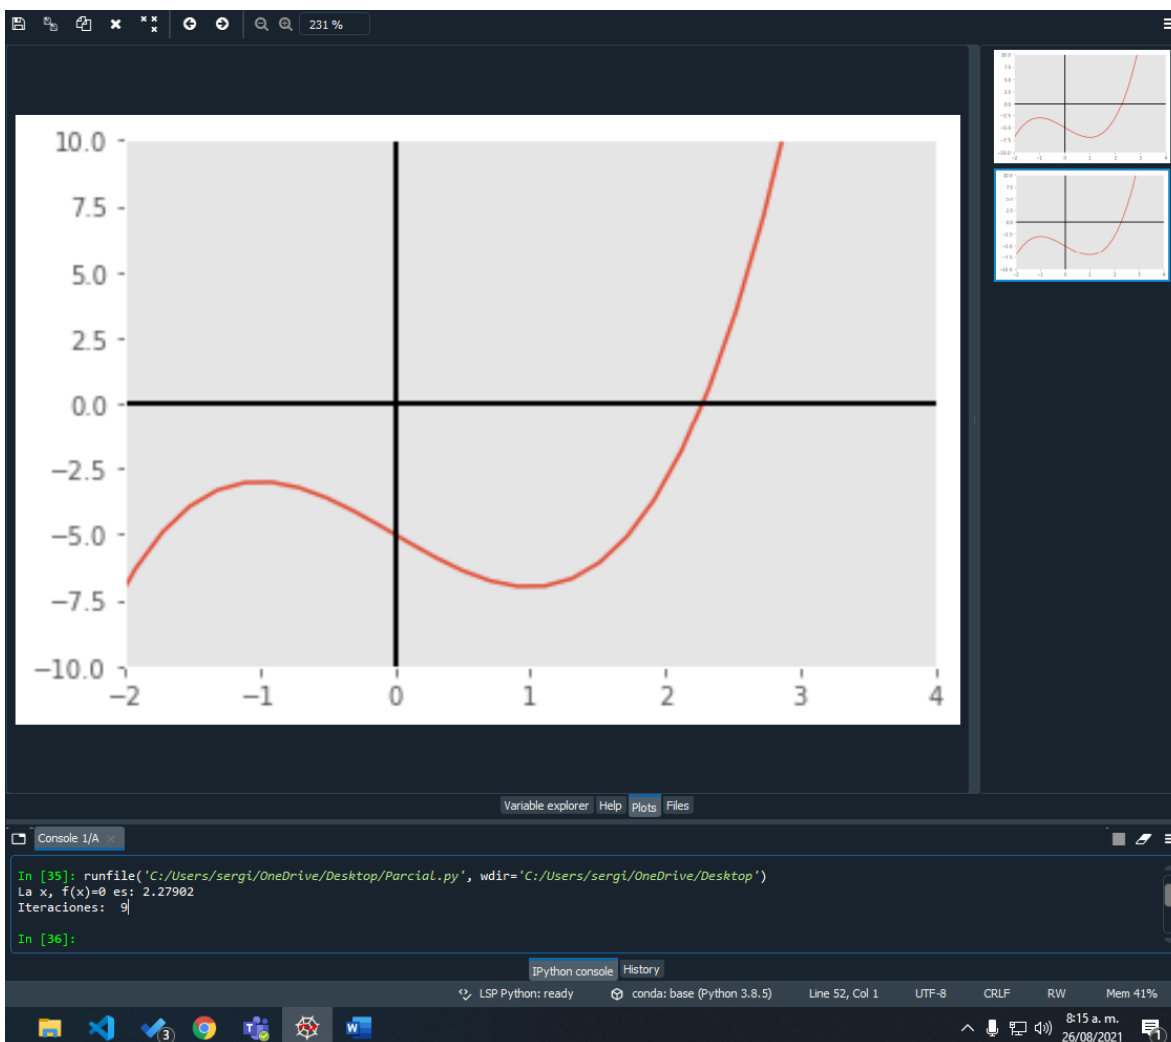 231 %
10.0
7.5
5.0
2.5
0.0
−2.5
−5.0
−7.5
−10.0
−2 −1 0 1 2 3 4
Variable explorer Help Plots Files
Console 1/A
In [35]: runfile('C:/Users/sergi/OneDrive/Desktop/Parcial.py', wdir='C:/Users/sergi/OneDrive/Desktop')
La x, f(x)=0 es: 2.27902
Iteraciones: 9
In [36]:
IPython console History
LSP Python: ready conda: base (Python 3.8.5) Line 52, Col 1 UTF-8 CRLF RW Mem 41%
3
8:15 a. m.
26/08/2021
1